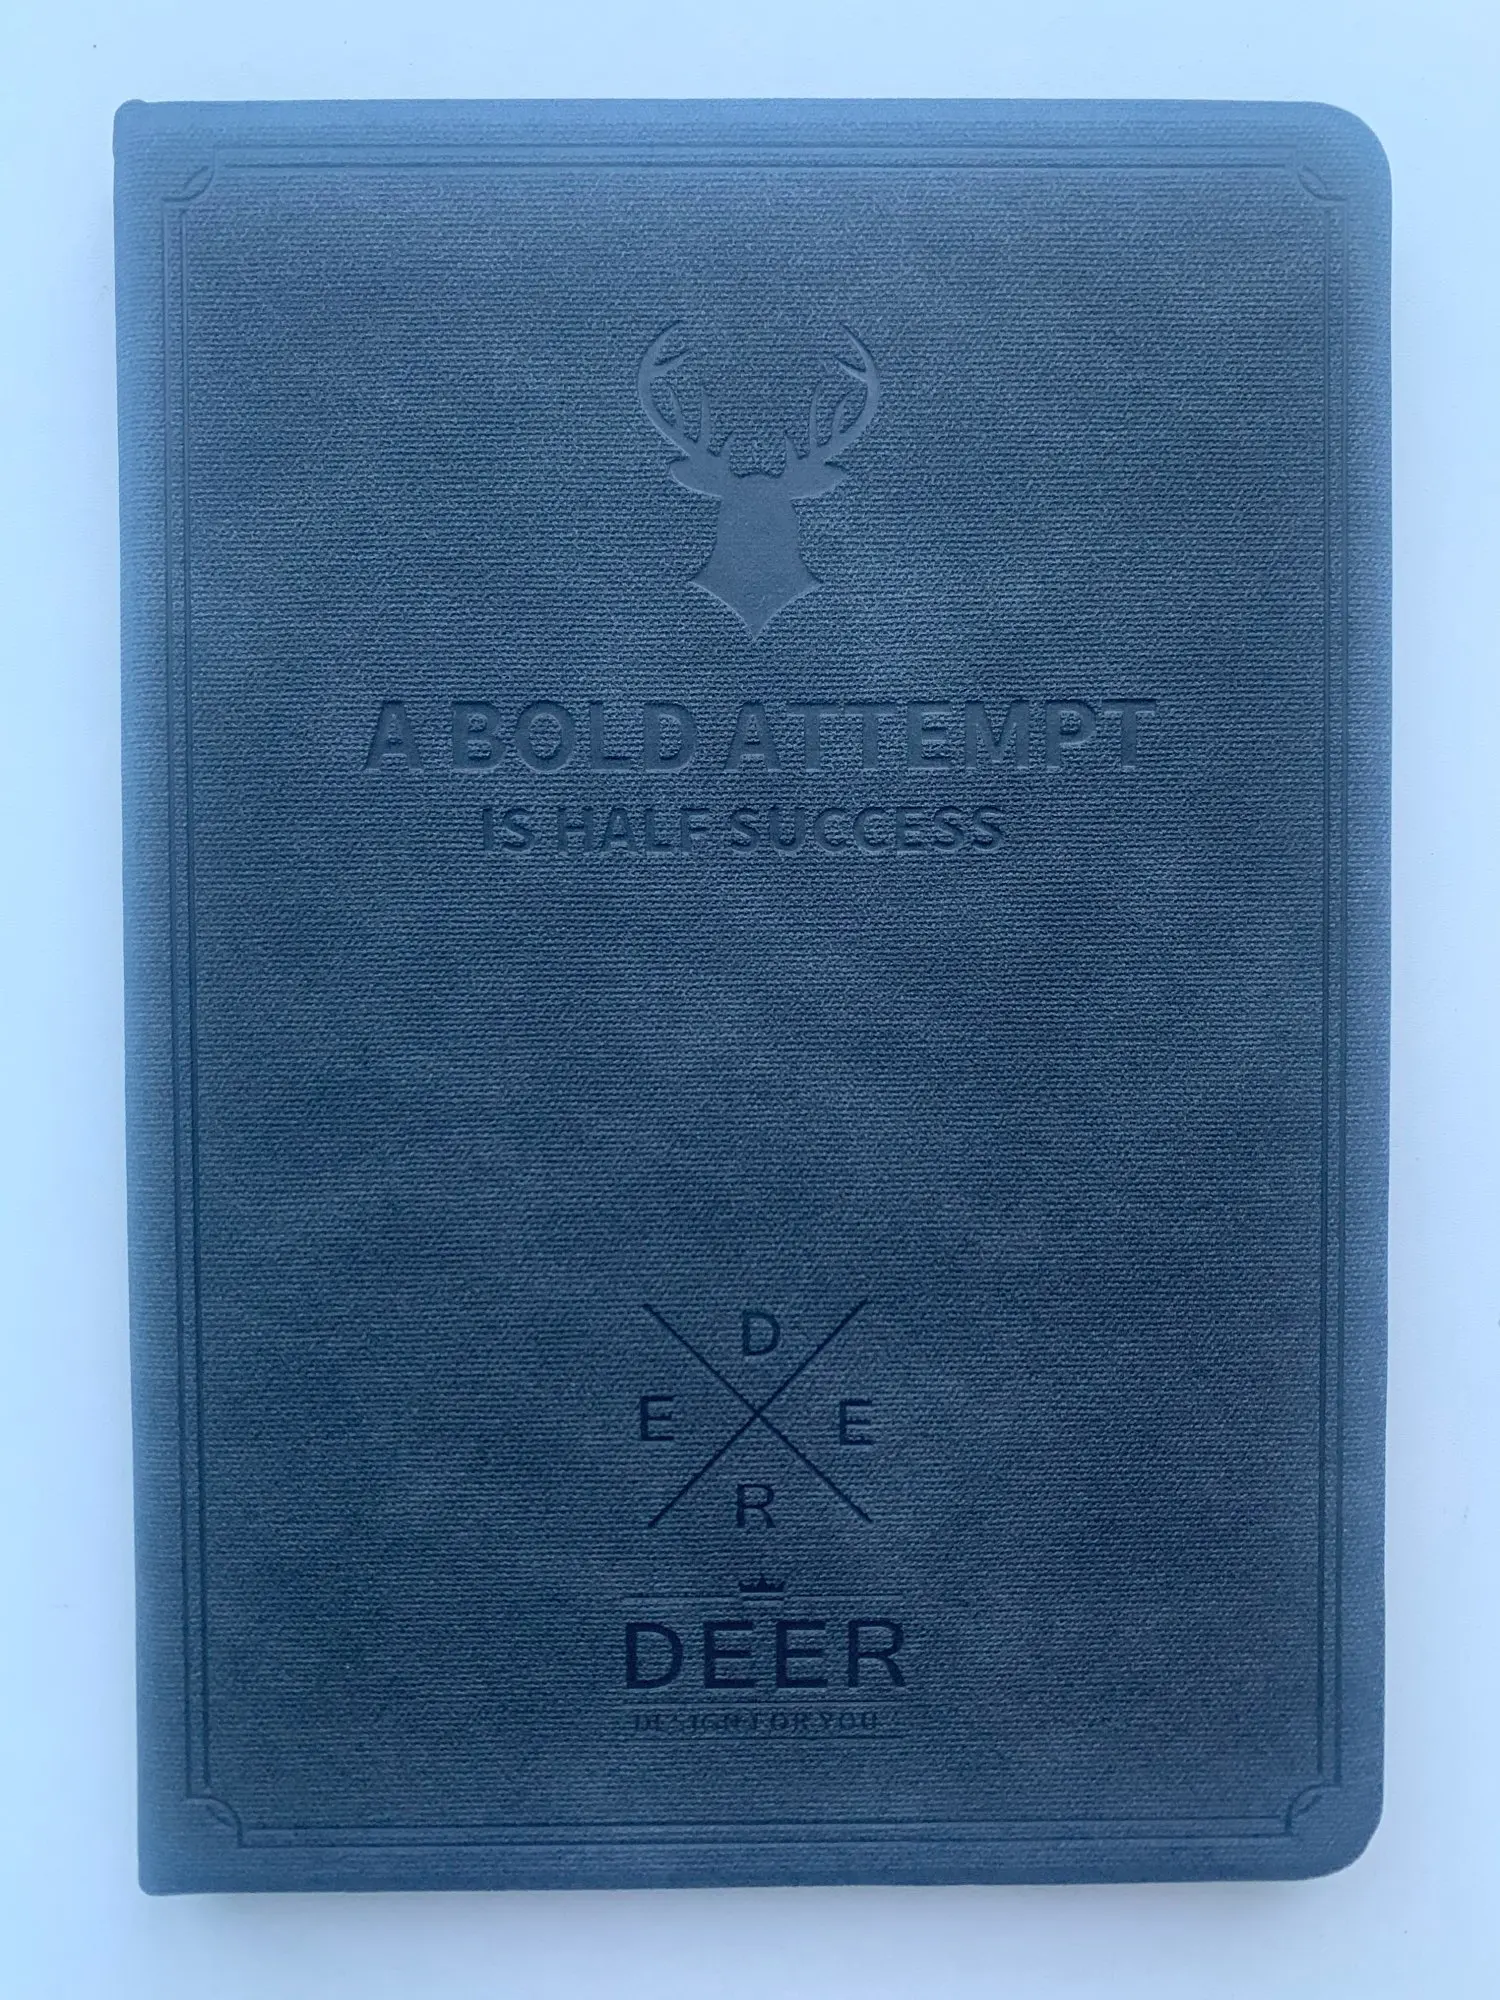 A BOLD ATTEMPT
IS HALF SUCCESS
D
E E
R
DEER
DESIGN FOR YOU